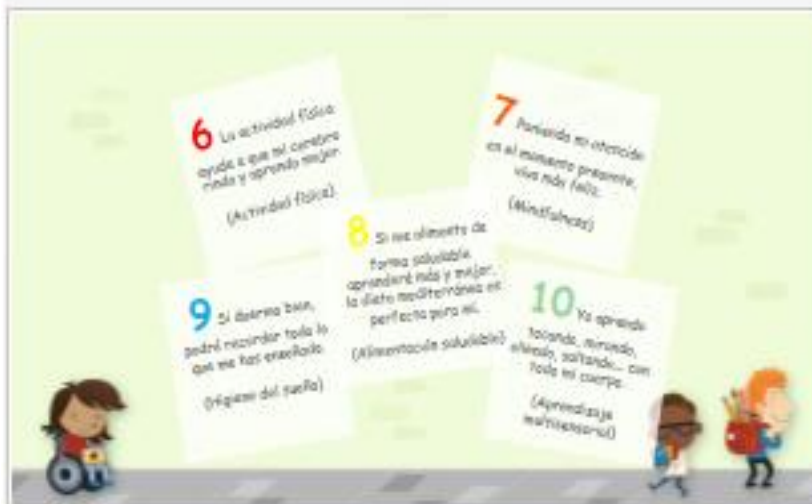 6 La actividad física
ayuda a que mi cerebro
rinda y aprenda mejor.
(Actividad física)
7 Poniendo mi atención
en el momento presente,
vivo más feliz.
(Mindfulness)
8 Si me alimento de
forma saludable
aprenderé más y mejor,
la dieta mediterránea es
perfecta para mí.
(Alimentación saludable)
9 Si duermo bien,
podré recordar todo lo
que me has enseñado.
(Higiene del sueño)
10 Yo aprendo
tocando, mirando,
oliendo, saltando... con
todo mi cuerpo.
(Aprendizaje
multisensorial)